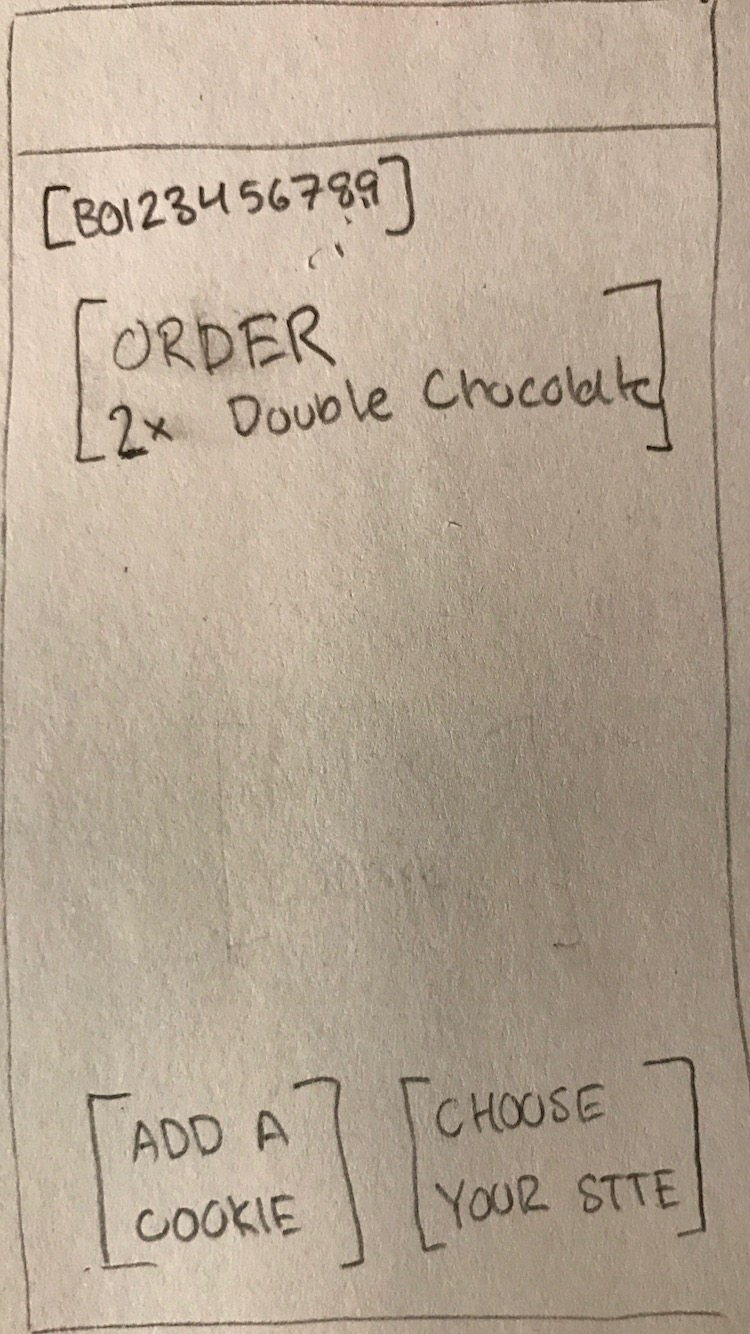 [B0123456789]
[ORDER
2x Double Chocolate]
[ADD A
COOKIE]
[CHOOSE
YOUR STTE]